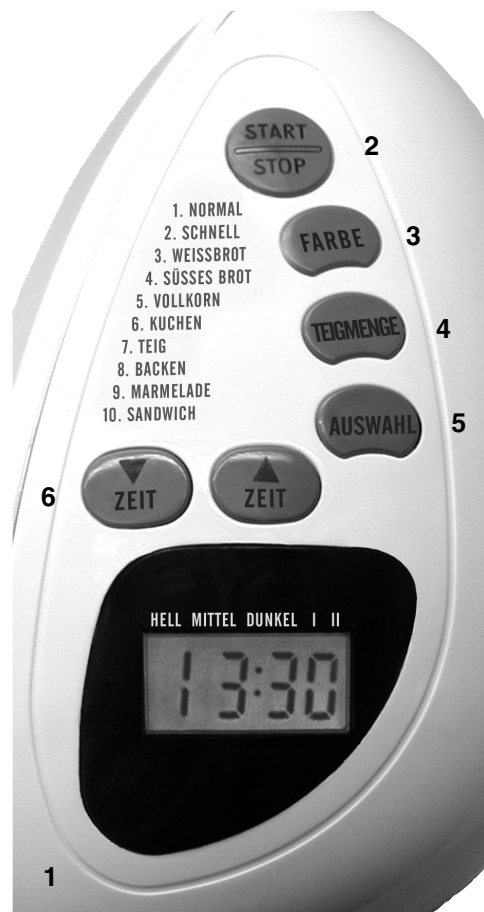 START
STOP
2
1. NORMAL
2. SCHNELL
3. WEISSBROT
4. SÜSSES BROT
5. VOLLKORN
6. KUCHEN
7. TEIG
8. BACKEN
9. MARMELADE
10. SANDWICH
FARBE
3
TEIGMENGE
4
AUSWAHL
5
6
ZEIT
ZEIT
HELL MITTEL DUNKEL I II
1 3:30
1